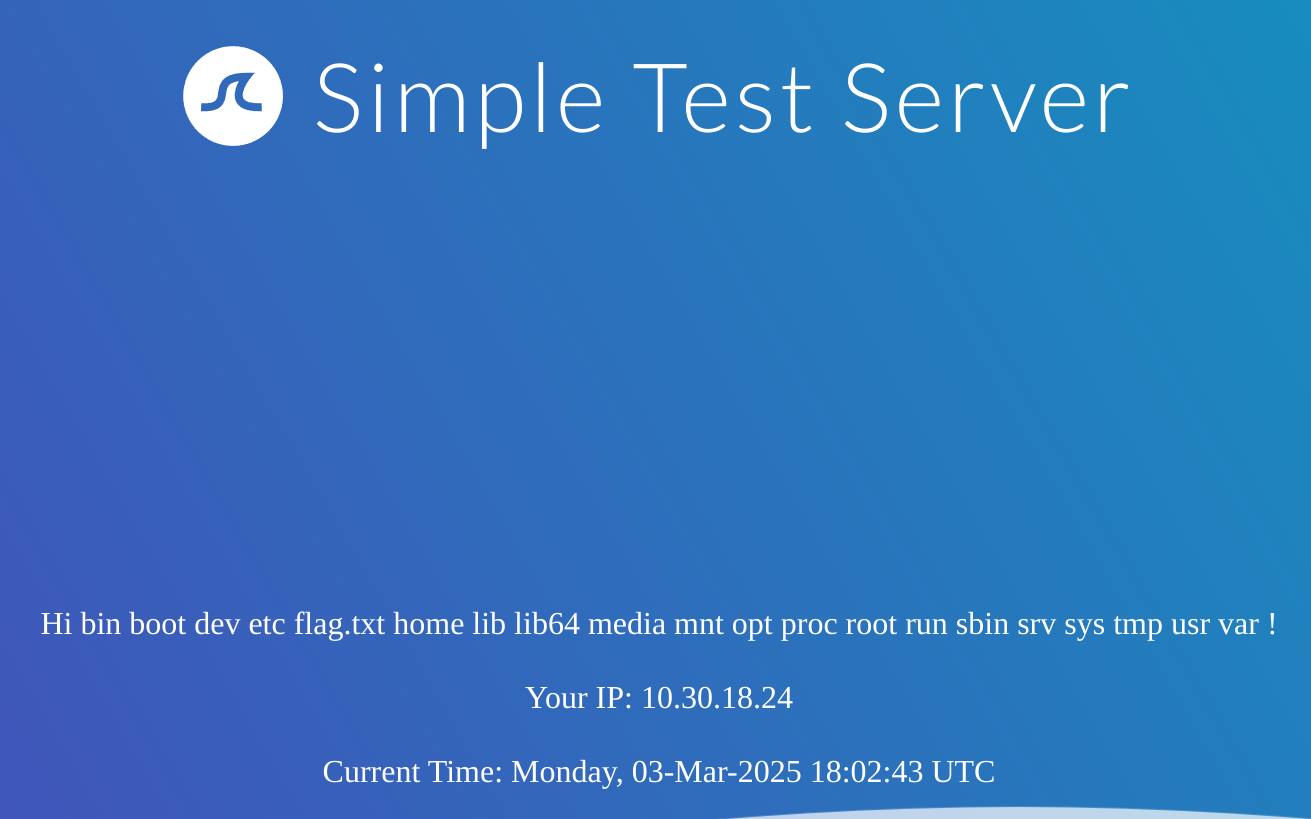 Simple Test Server
Hi bin boot dev etc flag.txt home lib lib64 media mnt opt proc root run sbin srv sys tmp usr var !
Your IP: 10.30.18.24
Current Time: Monday, 03-Mar-2025 18:02:43 UTC